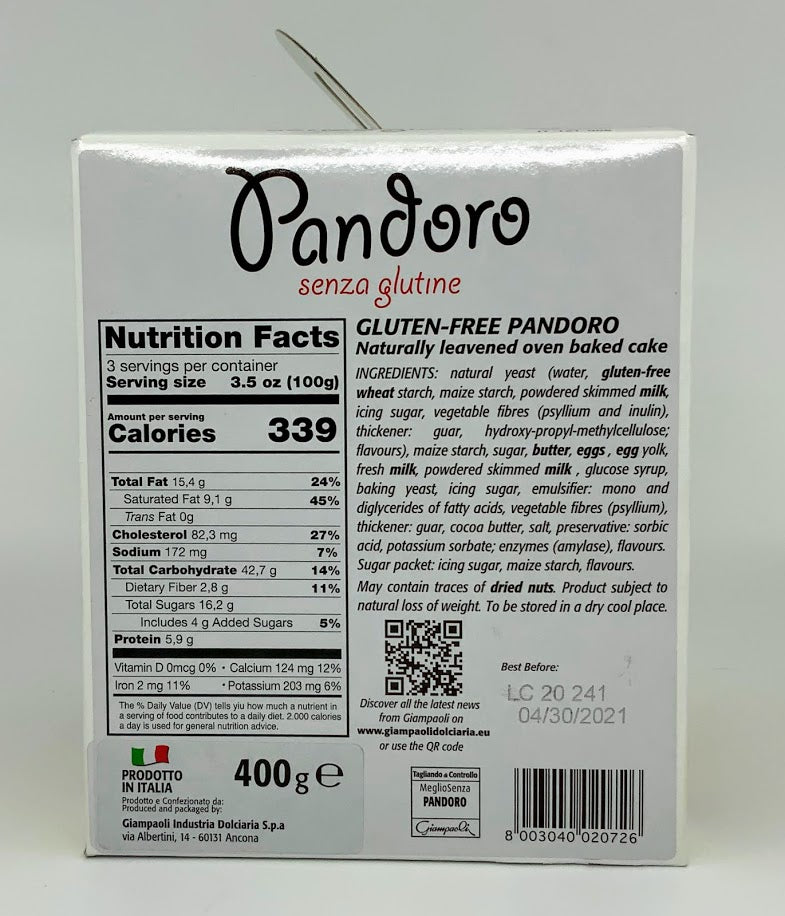 Pandoro
senza glutine
Nutrition Facts
3 servings per container
Serving size 3.5 oz (100g)
Amount per serving
Calories 339
Total Fat 15,4 g 24%
Saturated Fat 9,1 g 45%
Trans Fat 0g
Cholesterol 82,3 mg 27%
Sodium 172 mg 7%
Total Carbohydrate 42,7 g 14%
Dietary Fiber 2,8 g 11%
Total Sugars 16,2 g
Includes 4 g Added Sugars 5%
Protein 5,9 g
Vitamin D 0mcg 0% • Calcium 124 mg 12%
Iron 2 mg 11% • Potassium 203 mg 6%
The % Daily Value (DV) tells yiu how much a nutrient in
a serving of food contributes to a daily diet. 2.000 calories
a day is used for general nutrition advice.
GLUTEN-FREE PANDORO
Naturally leavened oven baked cake
INGREDIENTS: natural yeast (water, gluten-free
wheat starch, maize starch, powdered skimmed milk,
icing sugar, vegetable fibres (psyllium and inulin),
thickener: guar, hydroxy-propyl-methylcellulose;
flavours), maize starch, sugar, butter, eggs , egg yolk,
fresh milk, powdered skimmed milk , glucose syrup,
baking yeast, icing sugar, emulsifier: mono and
diglycerides of fatty acids, vegetable fibres (psyllium),
thickener: guar, cocoa butter, salt, preservative: sorbic
acid, potassium sorbate; enzymes (amylase), flavours.
Sugar packet: icing sugar, maize starch, flavours.
May contain traces of dried nuts. Product subject to
natural loss of weight. To be stored in a dry cool place.
Discover all the latest news
from Giampaoli on
www.giampaolidolciaria.eu
or use the QR code
Best Before:
LC 20 241
04/30/2021
PRODOTTO
IN ITALIA
400g e
Prodotto e Confezionato da:
Produced and packaged by:
Giampaoli Industria Dolciaria S.p.a
via Albertini, 14 - 60131 Ancona
Tagliando di Controllo
MeglioSenza
PANDORO
Giampaoli
8 003040 020726